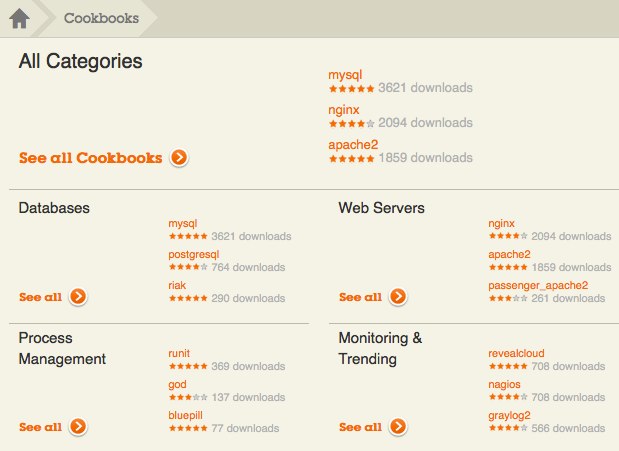 Cookbooks
All Categories
mysql
3621 downloads
nginx
2094 downloads
apache2
1859 downloads
See all Cookbooks
Databases
mysql
3621 downloads
postgresql
764 downloads
riak
290 downloads
See all
Web Servers
nginx
2094 downloads
apache2
1859 downloads
passenger_apache2
261 downloads
See all
Process
Management
runit
369 downloads
god
137 downloads
bluepill
77 downloads
See all
Monitoring &
Trending
revealcloud
708 downloads
nagios
708 downloads
graylog2
566 downloads
See all